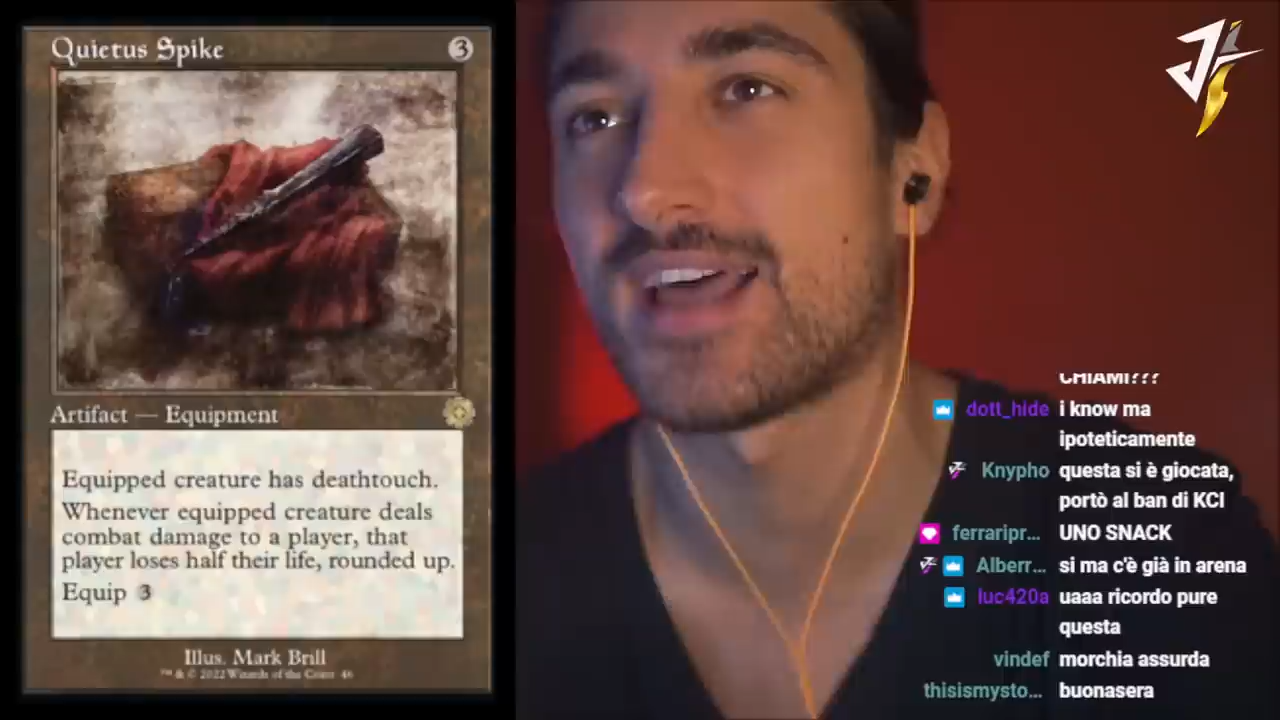 Quietus Spike 3
Artifact — Equipment
Equipped creature has deathtouch.
Whenever equipped creature deals
combat damage to a player, that
player loses half their life, rounded up.
Equip 3
Illus. Mark Brill
™ & © 2022 Wizards of the Coast 46
CHIAMI???
dott_hide i know ma
ipoteticamente
Knypho questa si è giocata,
portò al ban di KCI
ferraripr... UNO SNACK
Alberr... si ma c'è già in arena
luc420a uaaa ricordo pure
questa
vindef morchia assurda
thisismysto... buonasera